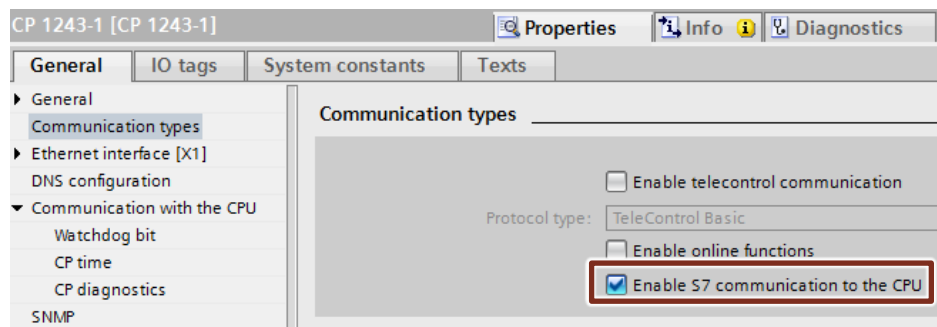 CP 1243-1 [CP 1243-1]
Properties
Info
Diagnostics
General
IO tags
System constants
Texts
General
Communication types
Ethernet interface [X1]
DNS configuration
Communication with the CPU
Watchdog bit
CP time
CP diagnostics
SNMP
Communication types
Enable telecontrol communication
Protocol type: TeleControl Basic
Enable online functions
Enable S7 communication to the CPU